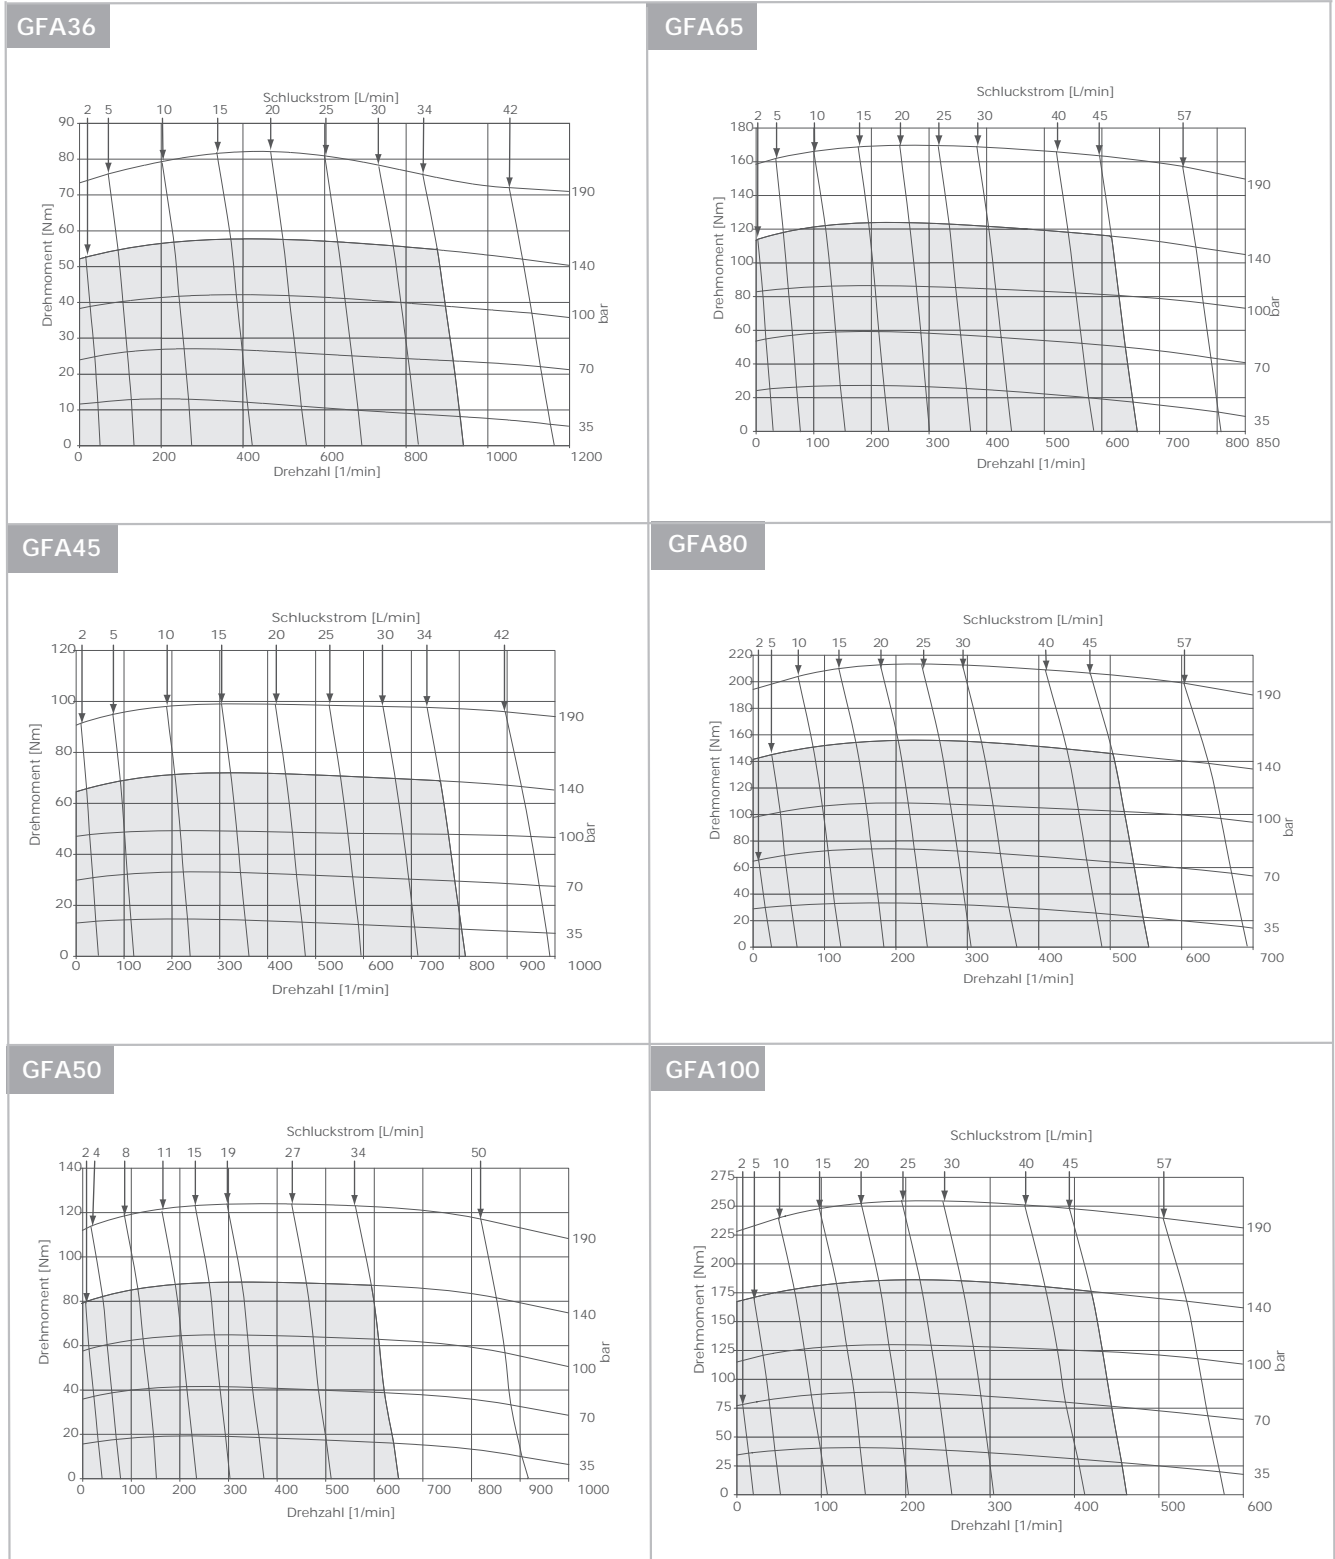 GFA36
Schluckstrom [L/min]
2 5 10 15 20 25 30 34 42
90
80
70
60
50
40
30
20
10
0
Drehmoment [Nm]
190
140
100
70
35
bar
0 200 400 600 800 1000 1200
Drehzahl [1/min]
GFA65
Schluckstrom [L/min]
2 5 10 15 20 25 30 40 45 57
180
160
140
120
100
80
60
40
20
0
Drehmoment [Nm]
190
140
100
70
35
bar
0 100 200 300 400 500 600 700 800 850
Drehzahl [1/min]
GFA45
Schluckstrom [L/min]
2 5 10 15 20 25 30 34 42
120
100
80
60
40
20
0
Drehmoment [Nm]
190
140
100
70
35
bar
0 100 200 300 400 500 600 700 800 900 1000
Drehzahl [1/min]
GFA80
Schluckstrom [L/min]
2 5 10 15 20 25 30 40 45 57
220
200
180
160
140
120
100
80
60
40
20
0
Drehmoment [Nm]
190
140
100
70
35
bar
0 100 200 300 400 500 600 700
Drehzahl [1/min]
GFA50
Schluckstrom [L/min]
2 4 8 11 15 19 27 34 50
140
120
100
80
60
40
20
0
Drehmoment [Nm]
190
140
100
70
35
bar
0 100 200 300 400 500 600 700 800 900 1000
Drehzahl [1/min]
GFA100
Schluckstrom [L/min]
2 5 10 15 20 25 30 40 45 57
275
250
225
200
175
150
125
100
75
50
25
0
Drehmoment [Nm]
190
140
100
70
35
bar
0 100 200 300 400 500 600
Drehzahl [1/min]